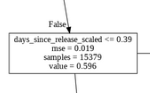 False
days_since_release_scaled <= 0.39
mse = 0.019
samples = 15379
value = 0.596